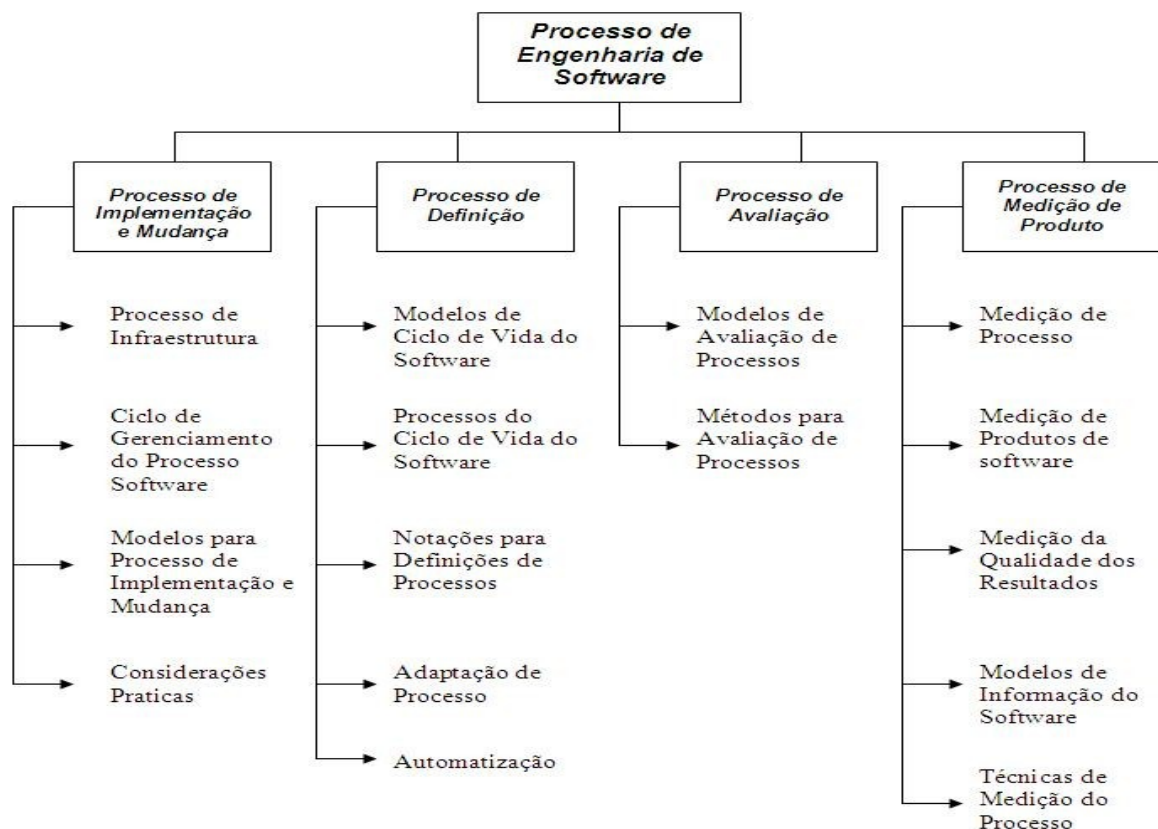 Processo de
Engenharia de
Software
Processo de
Implementação
e Mudança
Processo de
Infraestrutura
Ciclo de
Gerenciamento
do Processo
Software
Modelos para
Processo de
Implementação e
Mudança
Considerações
Praticas
Processo de
Definição
Modelos de
Ciclo de Vida do
Software
Processos do
Ciclo de Vida do
Software
Notações para
Definições de
Processos
Adaptação de
Processo
Automatização
Processo de
Avaliação
Modelos de
Avaliação de
Processos
Métodos para
Avaliação de
Processos
Processo de
Medição de
Produto
Medição de
Processo
Medição de
Produtos de
software
Medição da
Qualidade dos
Resultados
Modelos de
Informação do
Software
Técnicas de
Medição do
Processo